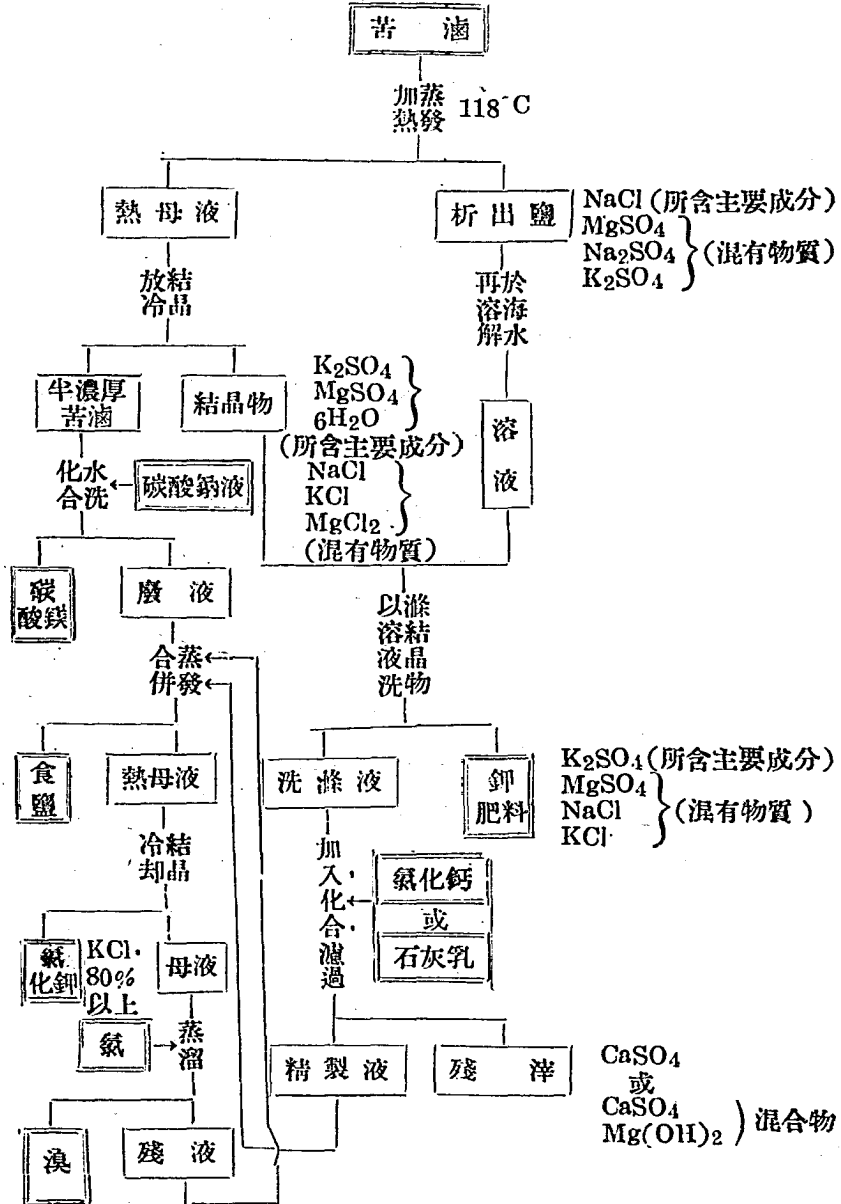 苦滷
加熱蒸發 118°C
熱母液
析出鹽
NaCl (所含主要成分)
MgSO4
Na2SO4
K2SO4
(混有物質)
放冷結晶
再溶解於海水
半濃厚
苦滷
結晶物
K2SO4
MgSO4
6H2O
(所含主要成分)
NaCl
KCl
MgCl2
(混有物質)
溶液
化合水洗
碳酸鈉液
碳
酸鎂
廢液
以溶液洗滌結晶物
合併蒸發
食鹽
熱母液
洗滌液
鉀
肥料
K2SO4 (所含主要成分)
MgSO4
NaCl
KCl
(混有物質)
冷却結晶
加入,化合,濾過
氯化鈣
或
石灰乳
氯
化鉀
KCl.
80%
以上
母液
氯
蒸溜
精製液
殘滓
CaSO4
或
CaSO4
Mg(OH)2
) 混合物
溴
殘液